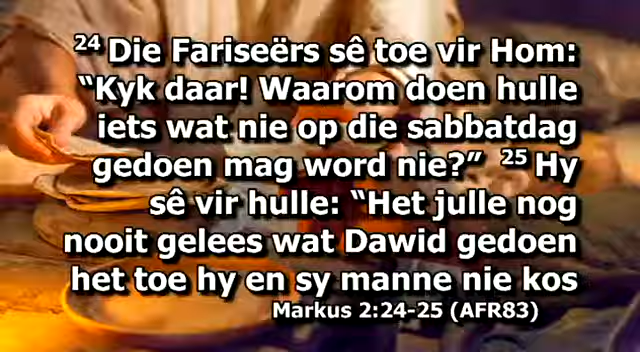 24 Die Fariseërs sê toe vir Hom:
“Kyk daar! Waarom doen hulle
iets wat nie op die sabbatdag
gedoen mag word nie?” 25 Hy
sê vir hulle: “Het julle nog
nooit gelees wat Dawid gedoen
het toe hy en sy manne nie kos
Markus 2:24-25 (AFR83)